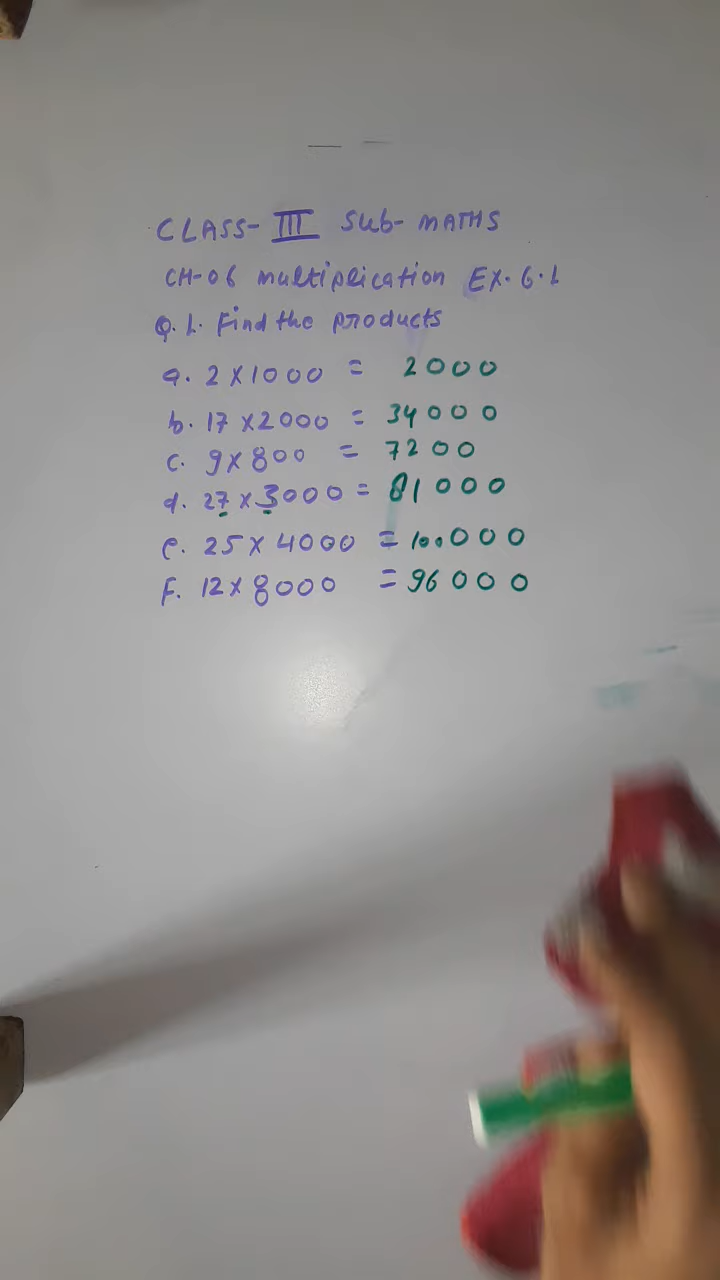 CLASS- III Sub- MATHS
CH-06 multiplication EX. 6.1
Q.1. Find the products
a. 2 X 1000 = 2000
b. 17 X 2000 = 34000
c. 9 X 800 = 7200
d. 27 X 3000 = 81000
e. 25 X 4000 = 100000
F. 12 X 8000 = 96000